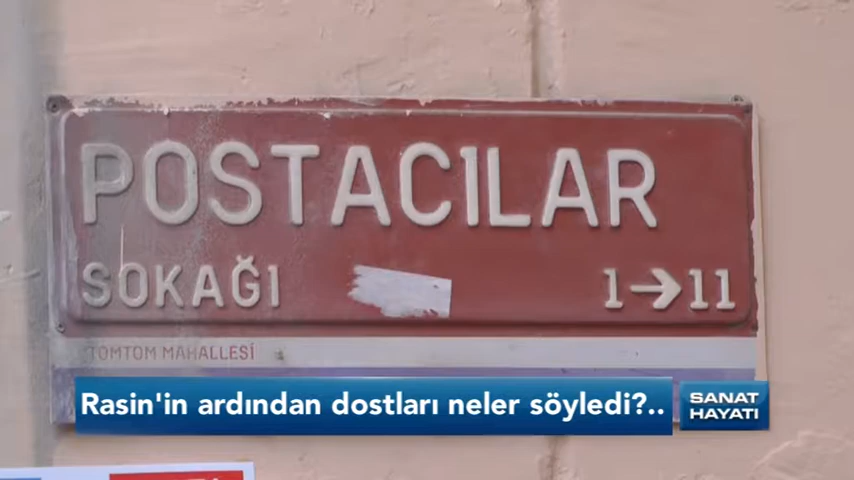 POSTACILAR
SOKAĞI 1→11
TOMTOM MAHALLESİ
Rasin'in ardından dostları neler söyledi?..
SANAT
HAYATI